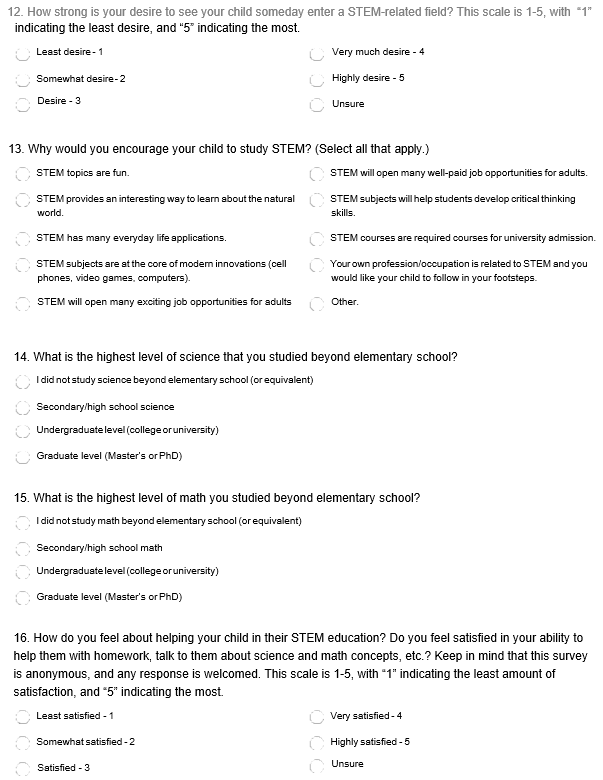 12. How strong is your desire to see your child someday enter a STEM-related field? This scale is 1-5, with “1”
indicating the least desire, and “5” indicating the most.
Least desire - 1
Very much desire - 4
Somewhat desire - 2
Highly desire - 5
Desire - 3
Unsure
13. Why would you encourage your child to study STEM? (Select all that apply.)
STEM topics are fun.
STEM will open many well-paid job opportunities for adults.
STEM provides an interesting way to learn about the natural
world.
STEM subjects will help students develop critical thinking
skills.
STEM has many everyday life applications.
STEM courses are required courses for university admission.
STEM subjects are at the core of modern innovations (cell
phones, video games, computers).
Your own profession/occupation is related to STEM and you
would like your child to follow in your footsteps.
STEM will open many exciting job opportunities for adults
Other.
14. What is the highest level of science that you studied beyond elementary school?
I did not study science beyond elementary school (or equivalent)
Secondary/high school science
Undergraduate level (college or university)
Graduate level (Master's or PhD)
15. What is the highest level of math you studied beyond elementary school?
I did not study math beyond elementary school (or equivalent)
Secondary/high school math
Undergraduate level (college or university)
Graduate level (Master's or PhD)
16. How do you feel about helping your child in their STEM education? Do you feel satisfied in your ability to
help them with homework, talk to them about science and math concepts, etc.? Keep in mind that this survey
is anonymous, and any response is welcomed. This scale is 1-5, with “1” indicating the least amount of
satisfaction, and “5” indicating the most.
Least satisfied - 1
Very satisfied - 4
Somewhat satisfied - 2
Highly satisfied - 5
Satisfied - 3
Unsure